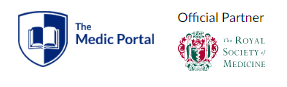 The
Medic Portal
Official Partner
The ROYAL
SOCIETY of
MEDICINE